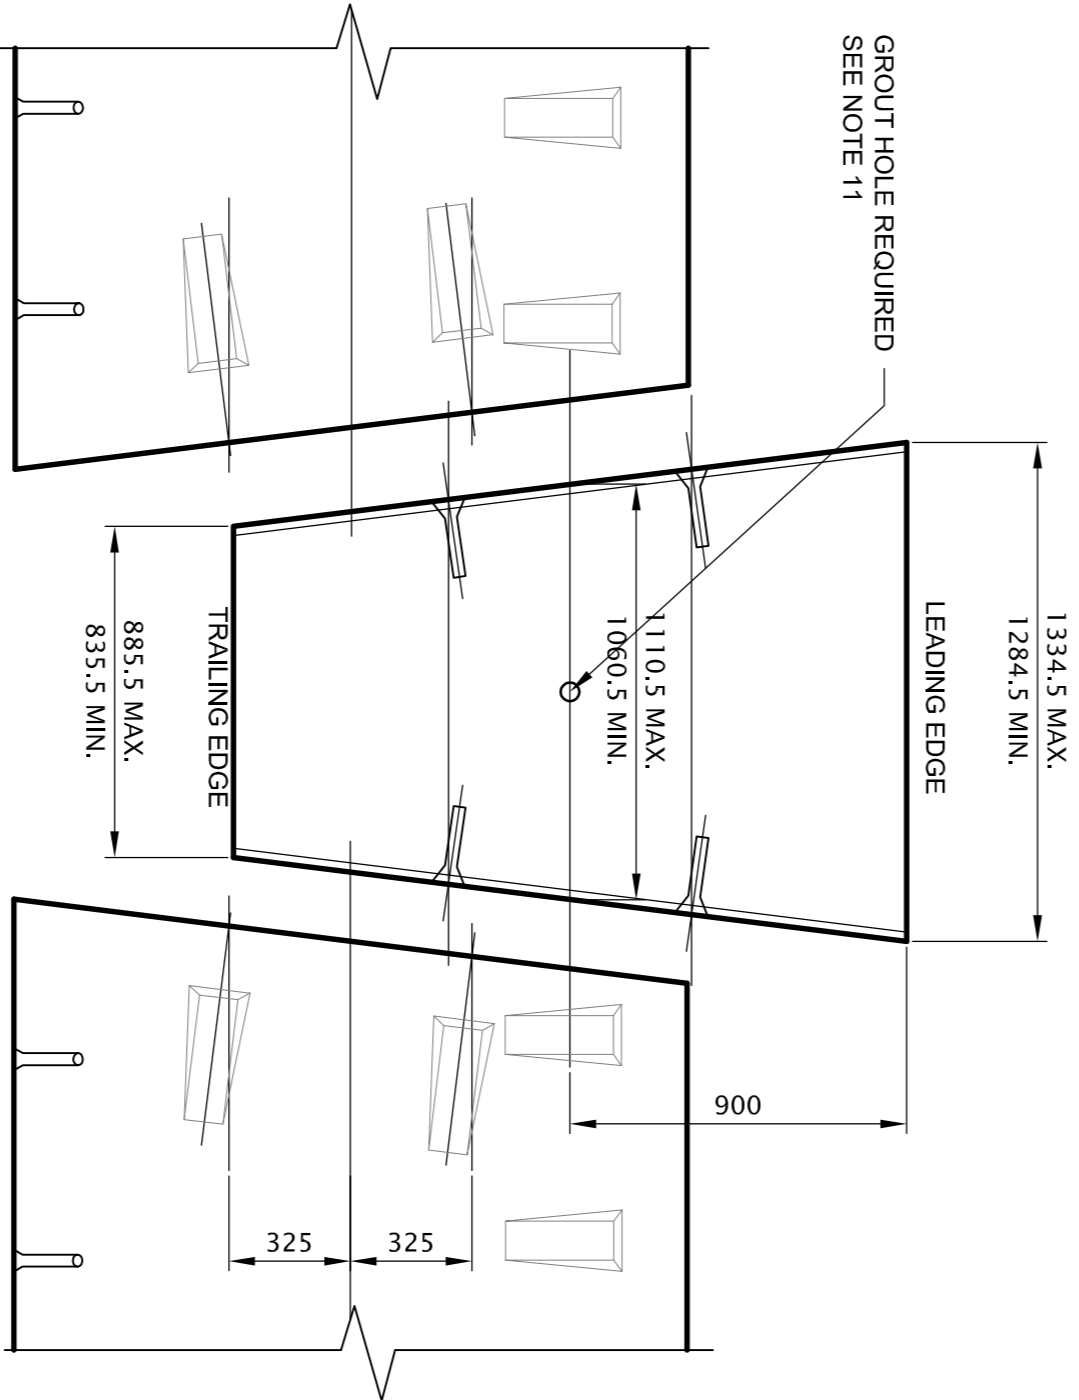 GROUT HOLE REQUIRED
SEE NOTE 11
1334.5 MAX.
1284.5 MIN.
LEADING EDGE
1110.5 MAX.
1060.5 MIN.
TRAILING EDGE
885.5 MAX.
835.5 MIN.
900
325
325